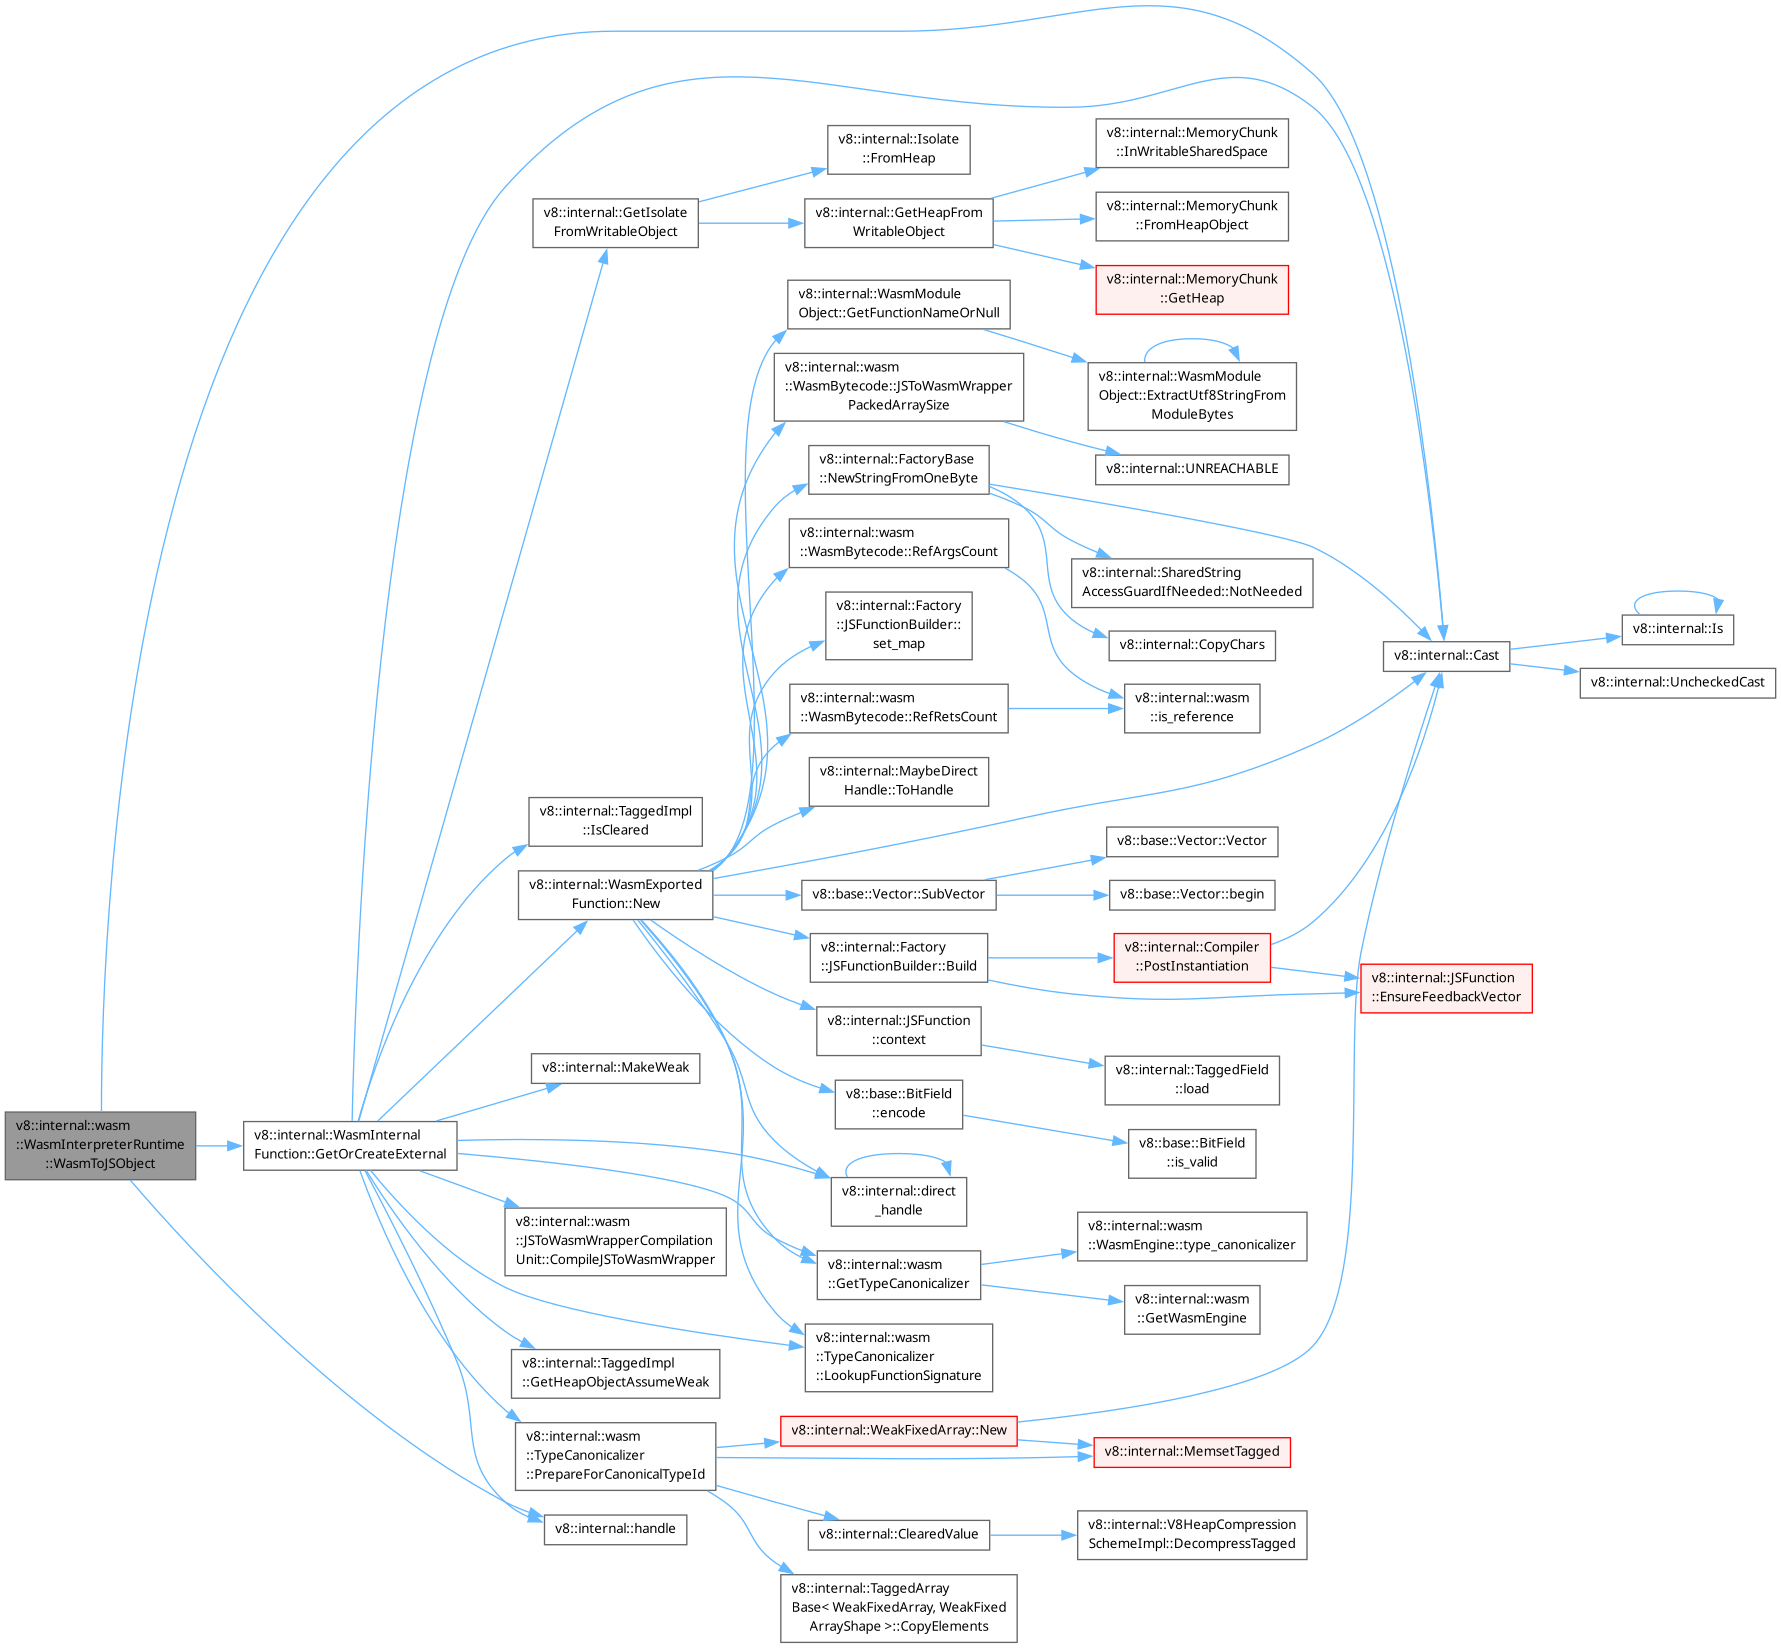 v8::internal::Isolate
::FromHeap
v8::internal::MemoryChunk
::InWritableSharedSpace
v8::internal::GetIsolate
FromWritableObject
v8::internal::GetHeapFrom
WritableObject
v8::internal::MemoryChunk
::FromHeapObject
v8::internal::MemoryChunk
::GetHeap
v8::internal::WasmModule
Object::GetFunctionNameOrNull
v8::internal::wasm
::WasmBytecode::JSToWasmWrapper
PackedArraySize
v8::internal::WasmModule
Object::ExtractUtf8StringFrom
ModuleBytes
v8::internal::FactoryBase
::NewStringFromOneByte
v8::internal::UNREACHABLE
v8::internal::wasm
::WasmBytecode::RefArgsCount
v8::internal::SharedString
AccessGuardIfNeeded::NotNeeded
v8::internal::Factory
::JSFunctionBuilder::
set_map
v8::internal::CopyChars
v8::internal::Cast
v8::internal::Is
v8::internal::UncheckedCast
v8::internal::wasm
::WasmBytecode::RefRetsCount
v8::internal::wasm
::is_reference
v8::internal::MaybeDirect
Handle::ToHandle
v8::internal::TaggedImpl
::IsCleared
v8::internal::WasmExported
Function::New
v8::base::Vector::SubVector
v8::base::Vector::Vector
v8::base::Vector::begin
v8::internal::Factory
::JSFunctionBuilder::Build
v8::internal::Compiler
::PostInstantiation
v8::internal::JSFunction
::EnsureFeedbackVector
v8::internal::JSFunction
::context
v8::internal::TaggedField
::load
v8::internal::MakeWeak
v8::base::BitField
::encode
v8::base::BitField
::is_valid
v8::internal::wasm
::WasmInterpreterRuntime
::WasmToJSObject
v8::internal::WasmInternal
Function::GetOrCreateExternal
v8::internal::direct
_handle
v8::internal::wasm
::JSToWasmWrapperCompilation
Unit::CompileJSToWasmWrapper
v8::internal::wasm
::GetTypeCanonicalizer
v8::internal::wasm
::WasmEngine::type_canonicalizer
v8::internal::wasm
::GetWasmEngine
v8::internal::wasm
::TypeCanonicalizer
::LookupFunctionSignature
v8::internal::TaggedImpl
::GetHeapObjectAssumeWeak
v8::internal::wasm
::TypeCanonicalizer
::PrepareForCanonicalTypeId
v8::internal::WeakFixedArray::New
v8::internal::MemsetTagged
v8::internal::handle
v8::internal::ClearedValue
v8::internal::V8HeapCompression
SchemeImpl::DecompressTagged
v8::internal::TaggedArray
Base< WeakFixedArray, WeakFixed
ArrayShape >::CopyElements